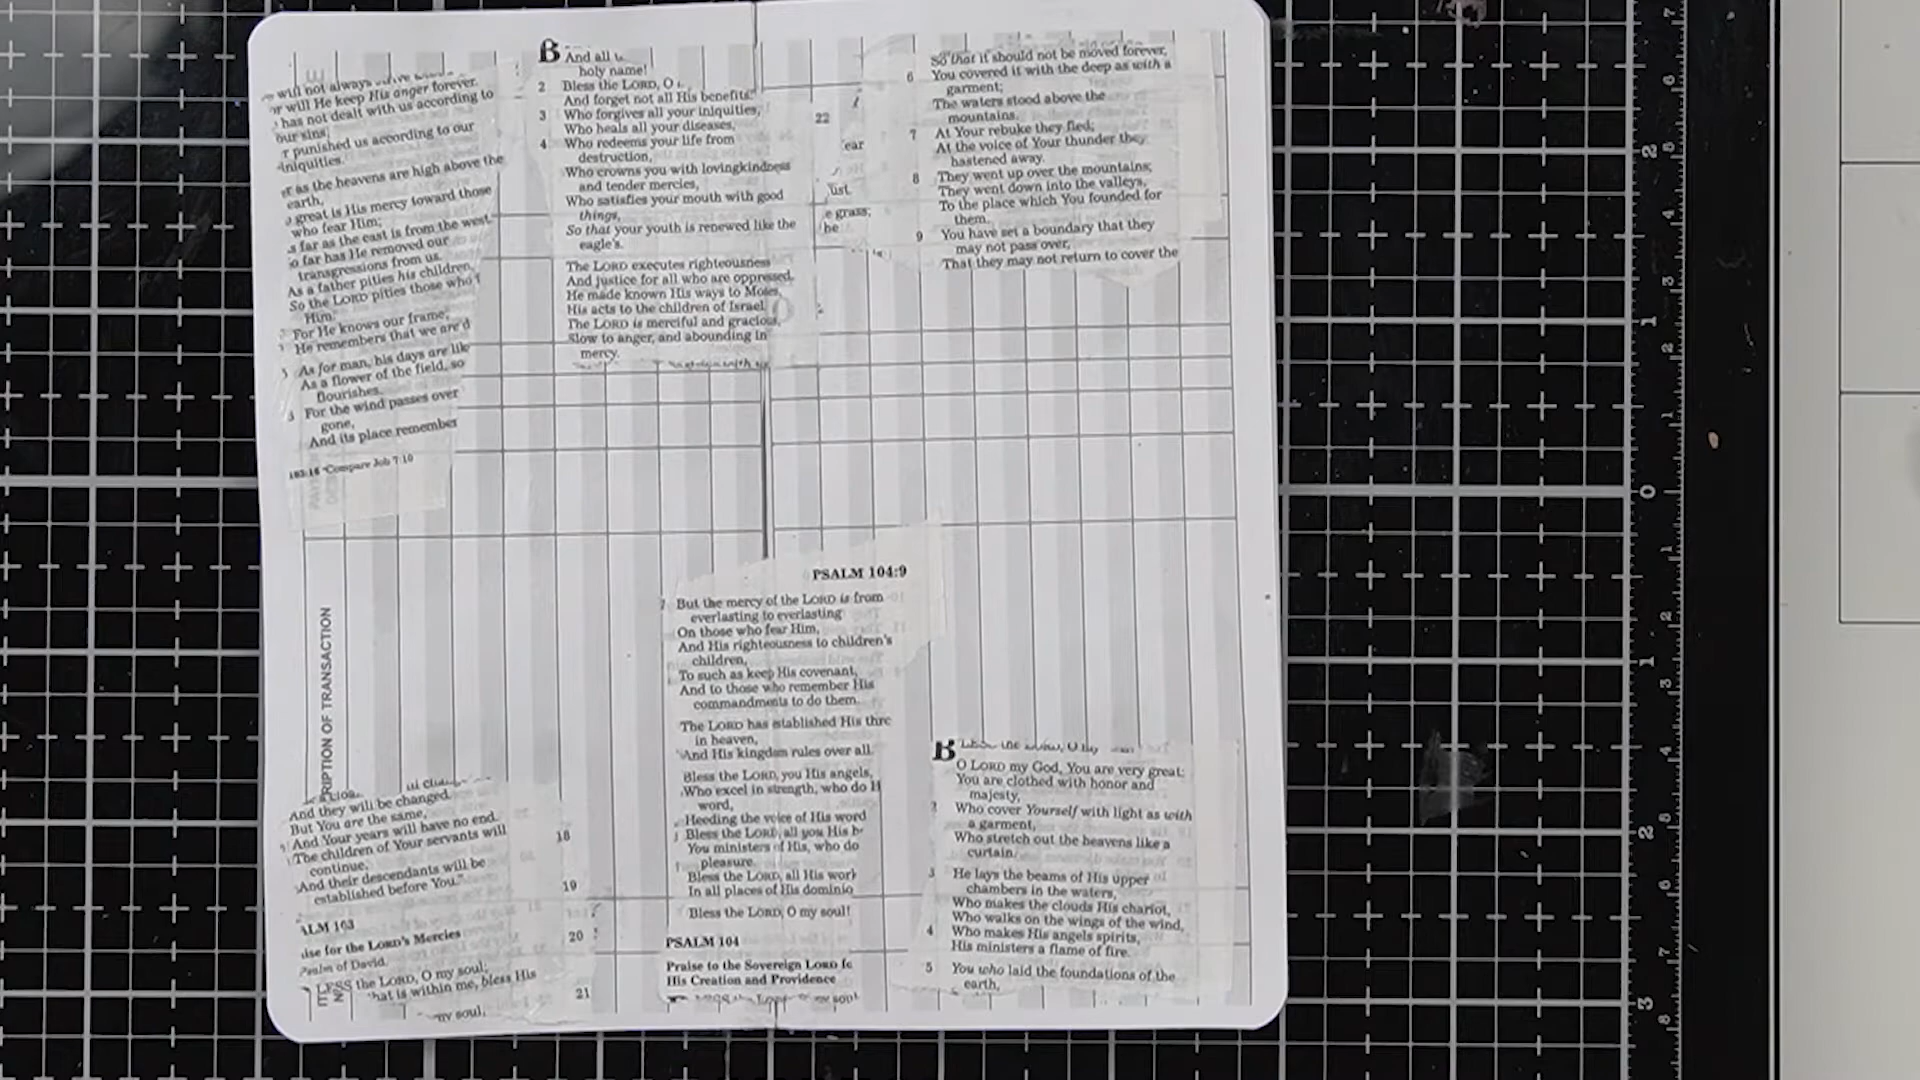 will not always
will He keep His anger forever.
has not dealt with us according to
our sins
punished us according to our
iniquities.
as the heavens are high above the
earth,
great is His mercy toward those
who fear Him;
far as the east is from the west,
far has He removed our
transgressions from us.
As a father pities his children,
So the LORD pities those who
Him.
For He knows our frame;
He remembers that we are
As for man, his days are
As a flower of the field, so
flourishes.
For the wind passes over
gone,
And its place remember
103:16 Compare Job 7:10
B And all
holy name!
2 Bless the LORD, O
And forget not all His benefits:
3 Who forgives all your iniquities,
Who heals all your diseases,
4 Who redeems your life from
destruction,
Who crowns you with lovingkindness
and tender mercies,
Who satisfies your mouth with good
things,
So that your youth is renewed like the
eagle's.
The LORD executes righteousness
And justice for all who are oppressed.
He made known His ways to Moses,
His acts to the children of Israel.
The LORD is merciful and gracious,
Slow to anger, and abounding in
mercy.
22
ear
ust
e grass;
he
So that it should not be moved forever,
6 You covered it with the deep as with a
garment;
The waters stood above the
mountains.
7 At Your rebuke they fled;
At the voice of Your thunder they
hastened away.
8 They went up over the mountains;
They went down into the valleys,
To the place which You founded for
them.
9 You have set a boundary that they
may not pass over,
That they may not return to cover the
RIPTION OF TRANSACTION
And they will be changed.
But You are the same,
And Your years will have no end.
The children of Your servants will
continue,
And their descendants will be
established before You."
ALM 103
ise for the LORD'S Mercies
Psalm of David.
LESS the LORD, O my soul;
hat is within me, bless His
my soul,
18
19
20
21
PSALM 104:9
But the mercy of the LORD is from
everlasting to everlasting
On those who fear Him,
And His righteousness to children's
children,
To such as keep His covenant,
And to those who remember His
commandments to do them.
The LORD has established His thr
in heaven,
And His kingdom rules over all.
Bless the LORD, you His angels,
Who excel in strength, who do H
word,
Heeding the voice of His word
Bless the LORD, all you His
You ministers of His, who do
pleasure.
Bless the LORD, all His
In all places of His dominio
Bless the LORD, O my soul!
PSALM 104
Praise to the Sovereign LORD
His Creation and Providence
my soul
B
O LORD my God, You are very great:
You are clothed with honor and
majesty,
2 Who cover Yourself with light as with
a garment,
Who stretch out the heavens like a
curtain.
3 He lays the beams of His upper
chambers in the waters,
Who makes the clouds His chariot,
Who walks on the wings of the wind,
4 Who makes His angels spirits,
His ministers a flame of fire.
5 You who laid the foundations of the
earth,